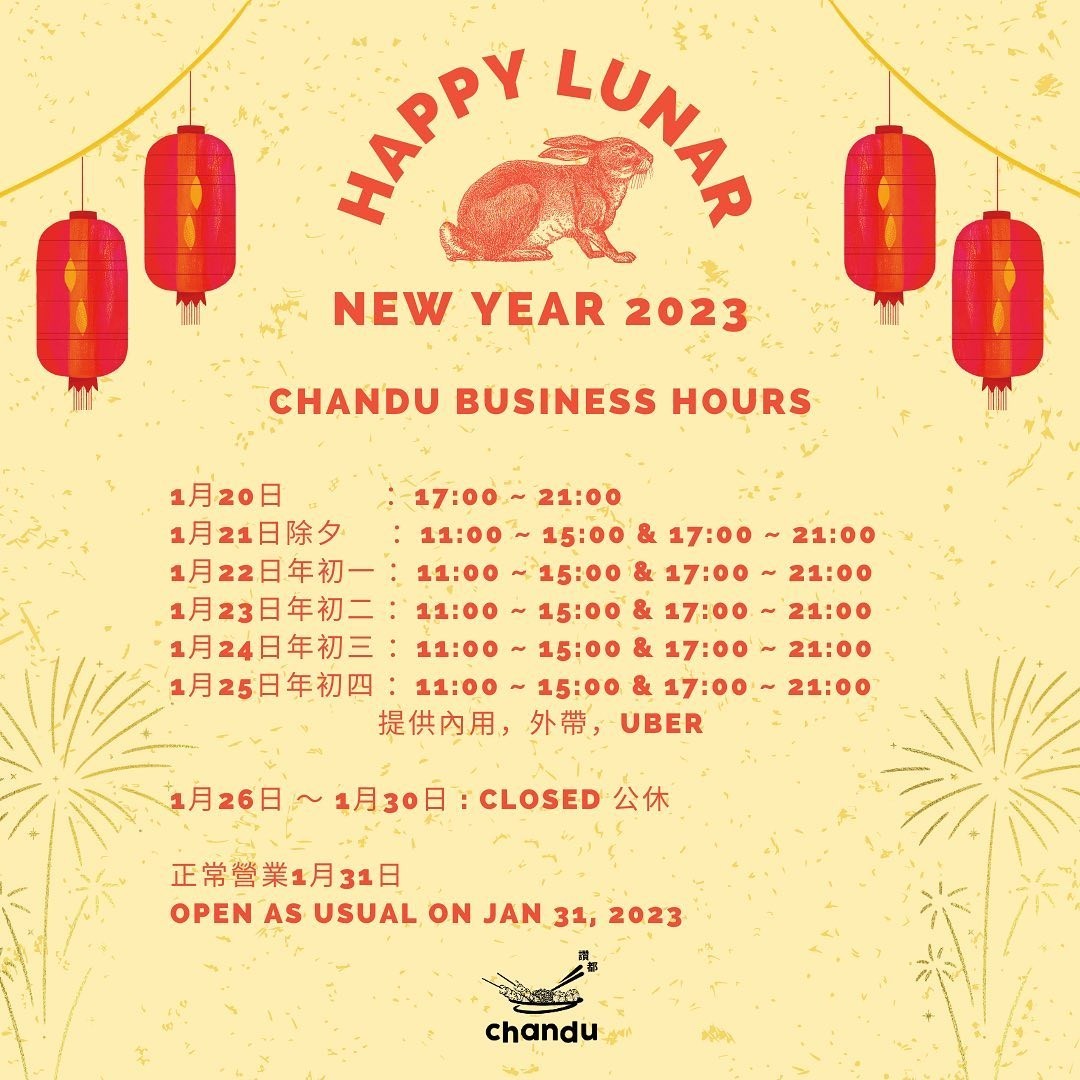 HAPPY LUNAR
NEW YEAR 2023
CHANDU BUSINESS HOURS
1月20日 : 17:00 ~ 21:00
1月21日除夕 : 11:00 ~ 15:00 & 17:00 ~ 21:00
1月22日年初一 : 11:00 ~ 15:00 & 17:00 ~ 21:00
1月23日年初二 : 11:00 ~ 15:00 & 17:00 ~ 21:00
1月24日年初三 : 11:00 ~ 15:00 & 17:00 ~ 21:00
1月25日年初四 : 11:00 ~ 15:00 & 17:00 ~ 21:00
提供內用，外帶，UBER
1月26日 ～ 1月30日 : CLOSED 公休
正常營業1月31日
OPEN AS USUAL ON JAN 31, 2023
讚都
chandu